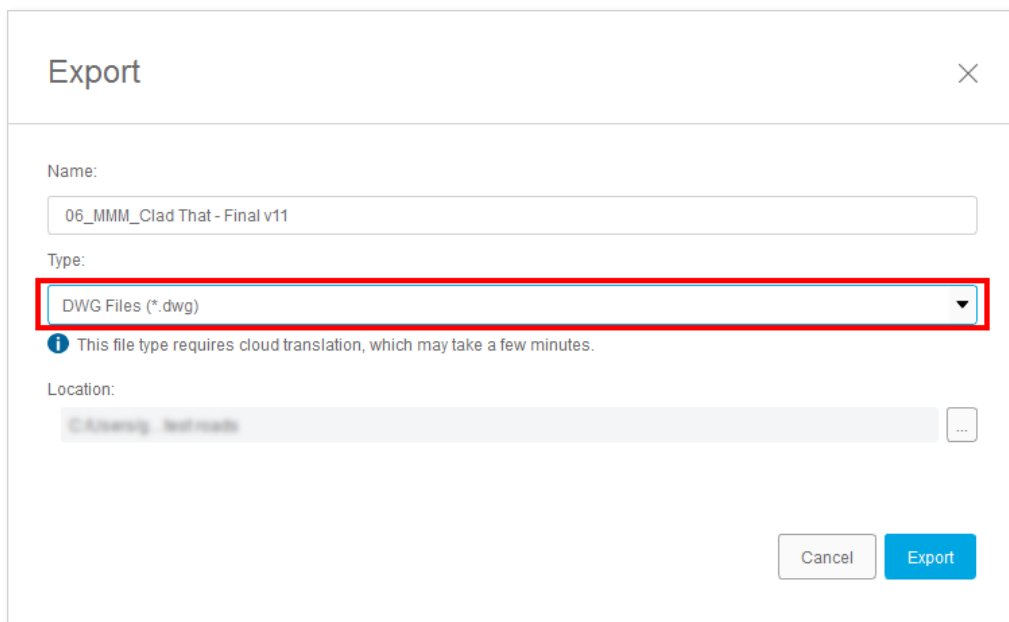 Export
Name:
06_MMM_Clad That - Final v11
Type:
DWG Files (*.dwg)
This file type requires cloud translation, which may take a few minutes.
Location:
...
Cancel
Export